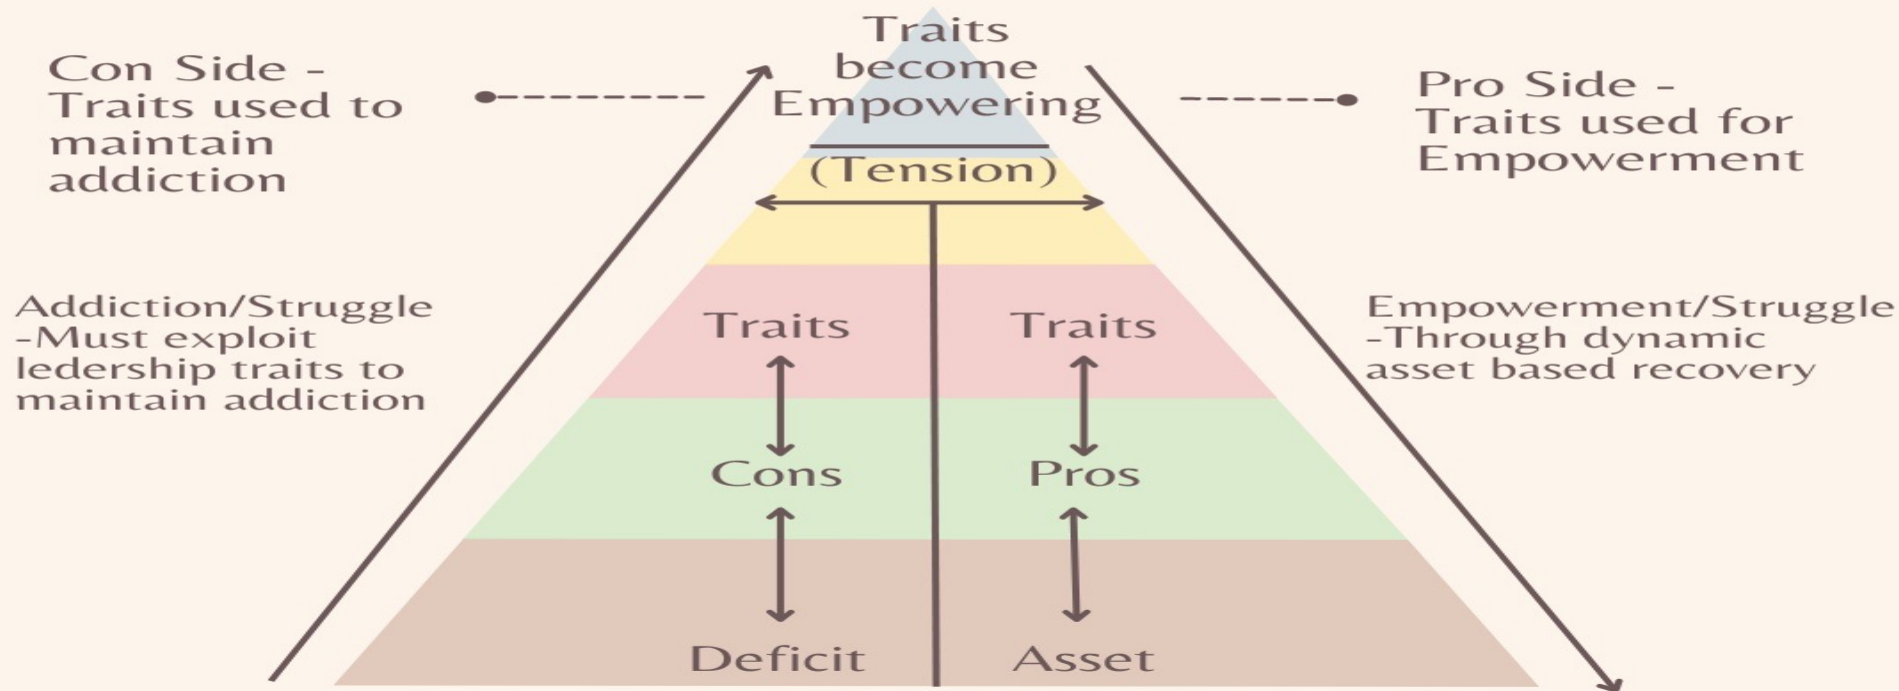 Traits
become
Empowering
(Tension)
Con Side -
Traits used to
maintain
addiction
Pro Side -
Traits used for
Empowerment
Addiction/Struggle
-Must exploit
ledership traits to
maintain addiction
Empowerment/Struggle
-Through dynamic
asset based recovery
Traits
Traits
Cons
Pros
Deficit
Asset